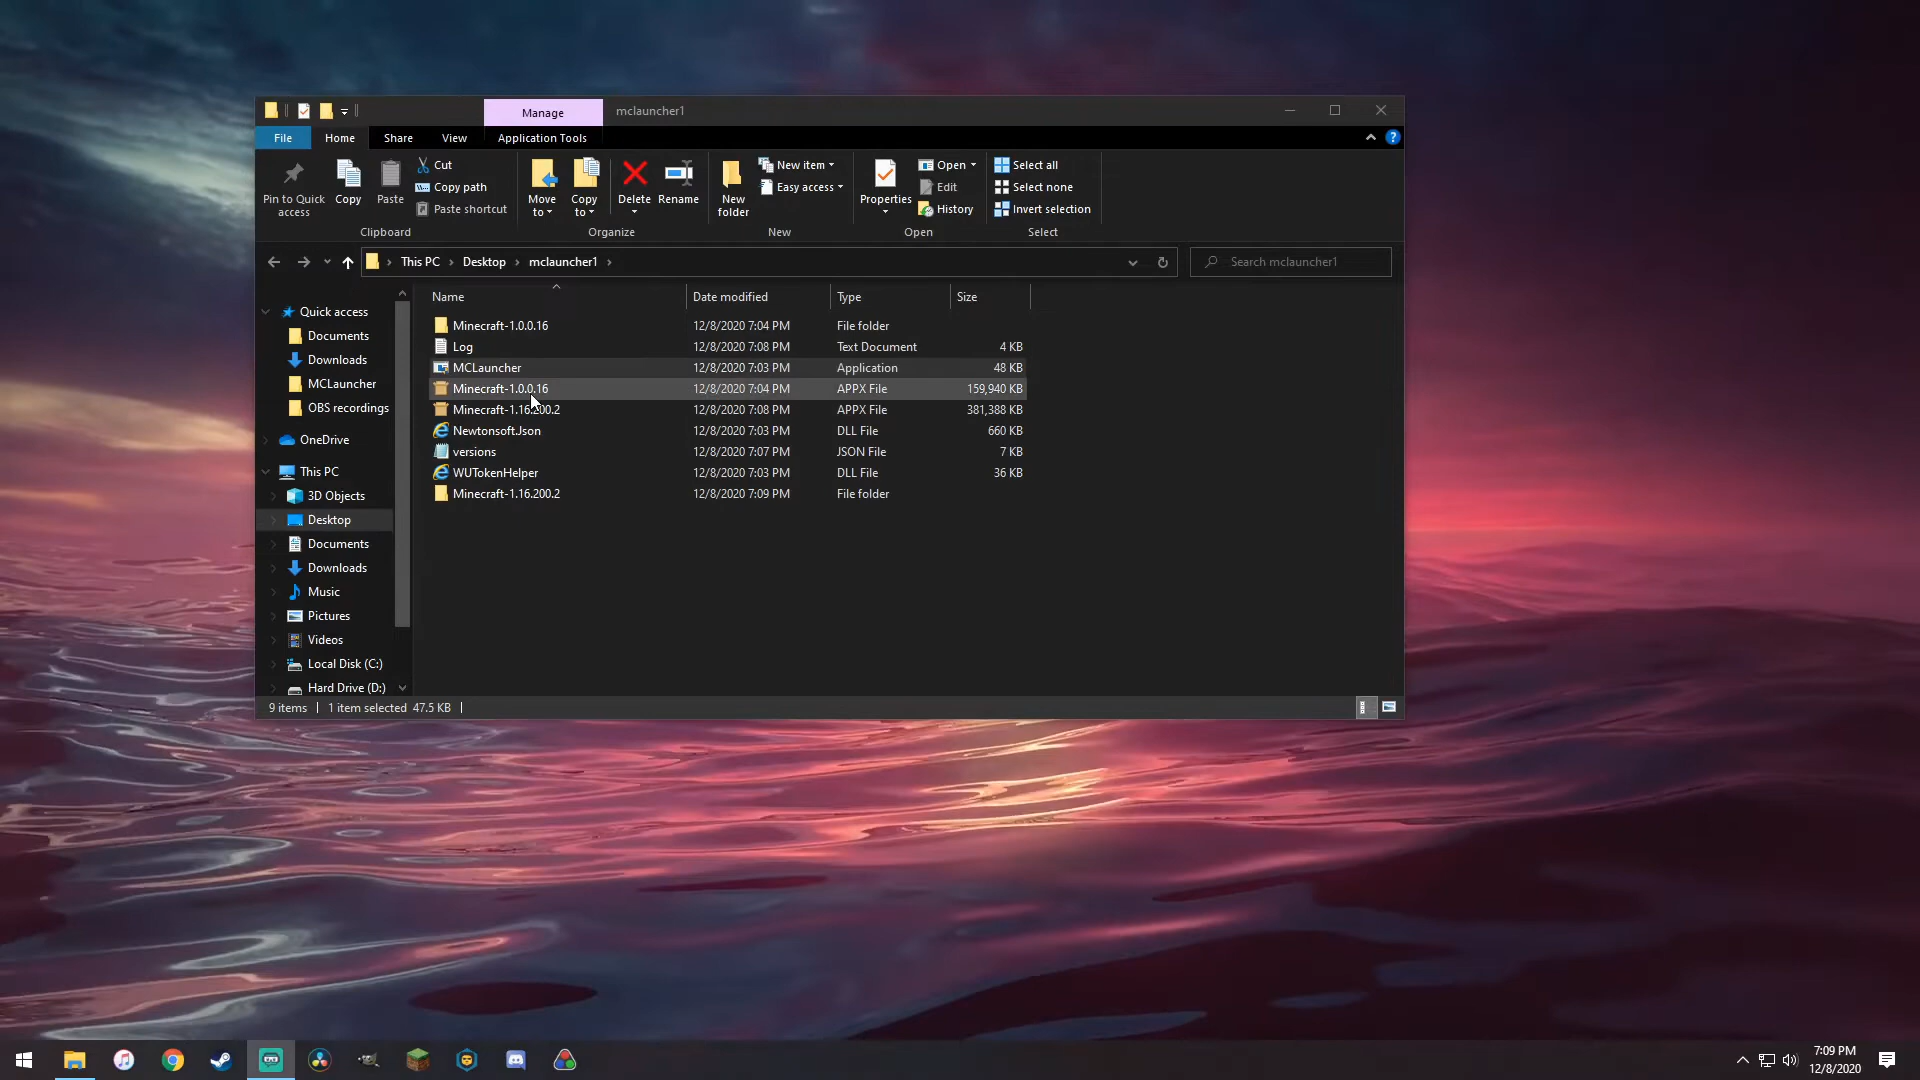 Manage mclauncher1
File Home Share View Application Tools
Pin to Quick access
Copy
Paste
Cut
Copy path
Paste shortcut
Clipboard
Move to
Copy to
Delete
Rename
Organize
New folder
New item
Easy access
New
Properties
Open
Edit
History
Open
Select all
Select none
Invert selection
Select
This PC Desktop mclauncher1
Search mclauncher1
Quick access
Documents
Downloads
MCLauncher
OBS recordings
OneDrive
This PC
3D Objects
Desktop
Documents
Downloads
Music
Pictures
Videos
Local Disk (C:)
Hard Drive (D:)
Name Date modified Type Size
Minecraft-1.0.0.16 12/8/2020 7:04 PM File folder
Log 12/8/2020 7:08 PM Text Document 4 KB
MCLauncher 12/8/2020 7:03 PM Application 48 KB
Minecraft-1.0.0.16 12/8/2020 7:04 PM APPX File 159,940 KB
Minecraft-1.16.200.2 12/8/2020 7:08 PM APPX File 381,388 KB
Newtonsoft.Json 12/8/2020 7:03 PM DLL File 660 KB
versions 12/8/2020 7:07 PM JSON File 7 KB
WUTokenHelper 12/8/2020 7:03 PM DLL File 36 KB
Minecraft-1.16.200.2 12/8/2020 7:09 PM File folder
9 items 1 item selected 47.5 KB
7:09 PM
12/8/2020